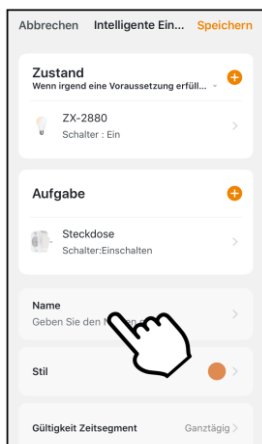 Abbrechen Intelligente Ein... Speichern
Zustand
Wenn irgend eine Voraussetzung erfüll...
ZX-2880
Schalter : Ein
Aufgabe
Steckdose
Schalter:Einschalten
Name
Geben Sie den
Stil
Gültigkeit Zeitsegment Ganztägig